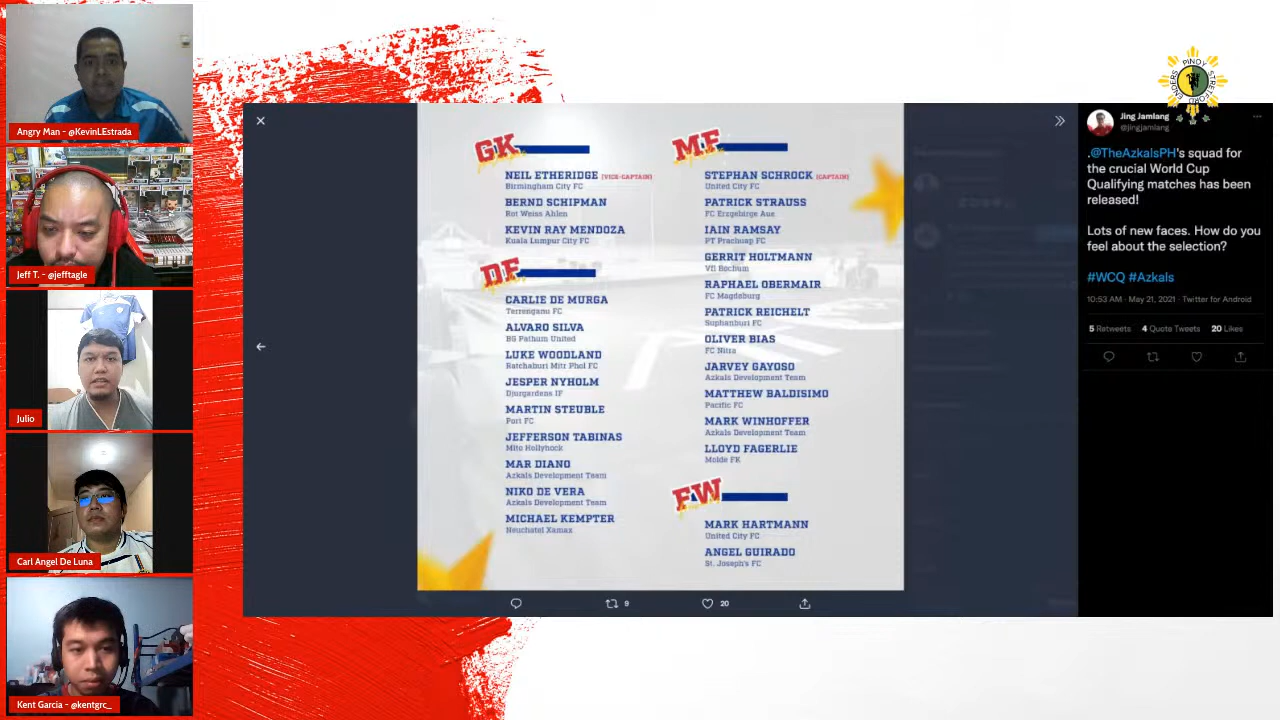 Angry Man - @KevinLEstrada
Jeff T. - @jefftagle
Julio
Carl Angel De Luna
Kent Garcia - @kentgrc_
GK
NEIL ETHERIDGE [VICE-CAPTAIN]
Birmingham City FC
BERND SCHIPMAN
Rot Weiss Ahlen
KEVIN RAY MENDOZA
Kuala Lumpur City FC
DF
CARLIE DE MURGA
Terrenganu FC
ALVARO SILVA
BG Pathum United
LUKE WOODLAND
Ratchaburi Mitr Phol FC
JESPER NYHOLM
Djurgardens IF
MARTIN STEUBLE
Port FC
JEFFERSON TABINAS
Mito Hollyhock
MAR DIANO
Azkals Development Team
NIKO DE VERA
Azkals Development Team
MICHAEL KEMPTER
Neuchatel Xamax
MF
STEPHAN SCHROCK [CAPTAIN]
United City FC
PATRICK STRAUSS
FC Erzgebirge Aue
IAIN RAMSAY
PT Prachuap FC
GERRIT HOLTMANN
Vfl Bochum
RAPHAEL OBERMAIR
FC Magdeburg
PATRICK REICHELT
Suphanburi FC
OLIVER BIAS
FC Nitra
JARVEY GAYOSO
Azkals Development Team
MATTHEW BALDISIMO
Pacific FC
MARK WINHOFFER
Azkals Development Team
LLOYD FAGERLIE
Molde FK
FW
MARK HARTMANN
United City FC
ANGEL GUIRADO
St. Joseph's FC
9
20
PINOY STRETFORD ENDERS
Jing Jamlang
@jingjamlang
.@TheAzkalsPH's squad for
the crucial World Cup
Qualifying matches has been
released!
Lots of new faces. How do you
feel about the selection?
#WCQ #Azkals
10:53 AM · May 21, 2021 · Twitter for Android
5 Retweets 4 Quote Tweets 20 Likes